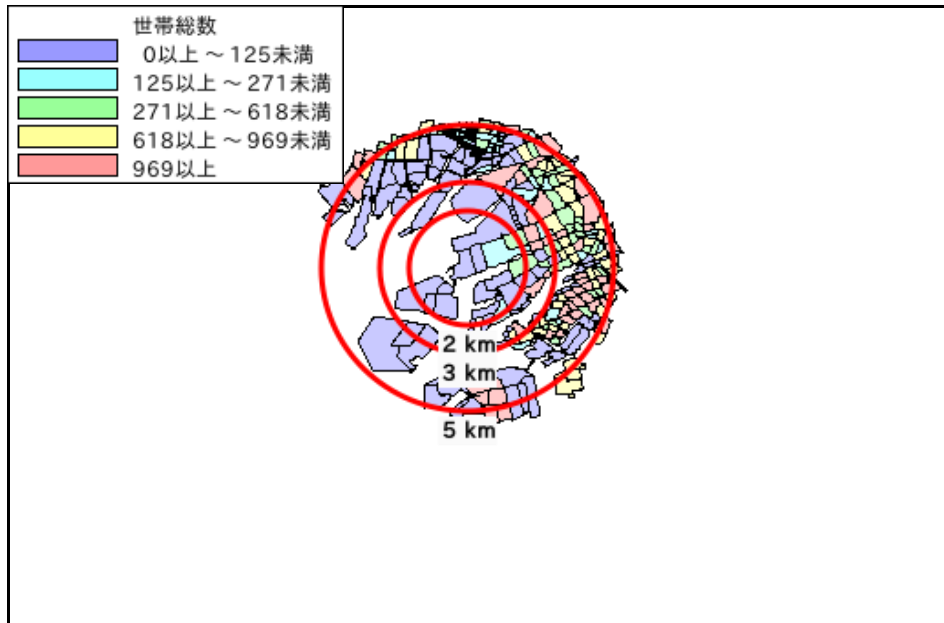 世帯総数
0以上 ～ 125未満
125以上 ～ 271未満
271以上 ～ 618未満
618以上 ～ 969未満
969以上
2 km
3 km
5 km